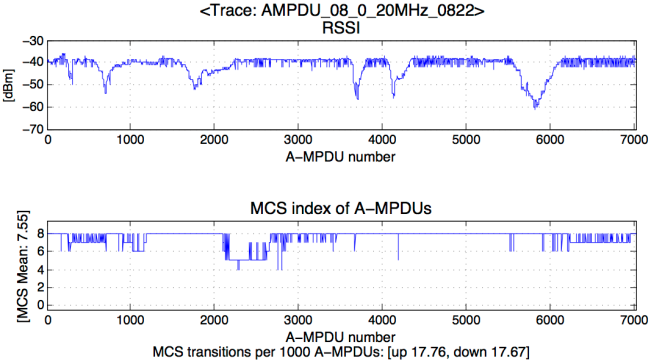 <Trace: AMPDU_08_0_20MHz_0822>
RSSI
[dBm]
−30
−40
−50
−60
−70
0 1000 2000 3000 4000 5000 6000 7000
A−MPDU number
MCS index of A−MPDUs
[MCS Mean: 7.55]
8
6
4
2
0
0 1000 2000 3000 4000 5000 6000 7000
A−MPDU number
MCS transitions per 1000 A−MPDUs: [up 17.76, down 17.67]